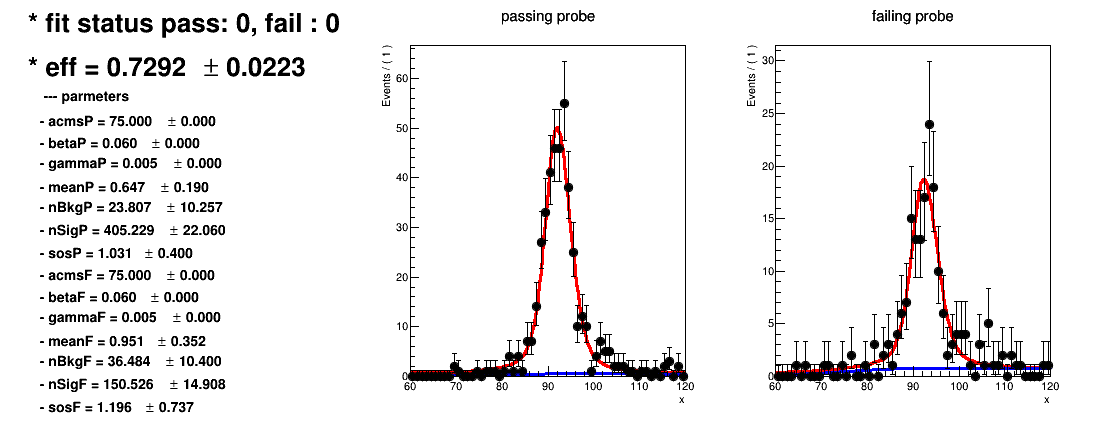 * fit status pass: 0, fail : 0
* eff = 0.7292 ± 0.0223
--- parmeters
- acmsP = 75.000 ± 0.000
- betaP = 0.060 ± 0.000
- gammaP = 0.005 ± 0.000
- meanP = 0.647 ± 0.190
- nBkgP = 23.807 ± 10.257
- nSigP = 405.229 ± 22.060
- sosP = 1.031 ± 0.400
- acmsF = 75.000 ± 0.000
- betaF = 0.060 ± 0.000
- gammaF = 0.005 ± 0.000
- meanF = 0.951 ± 0.352
- nBkgF = 36.484 ± 10.400
- nSigF = 150.526 ± 14.908
- sosF = 1.196 ± 0.737
passing probe
Events / ( 1 )
60
50
40
30
20
10
0
60 70 80 90 100 110 120
x
failing probe
Events / ( 1 )
30
25
20
15
10
5
0
60 70 80 90 100 110 120
x